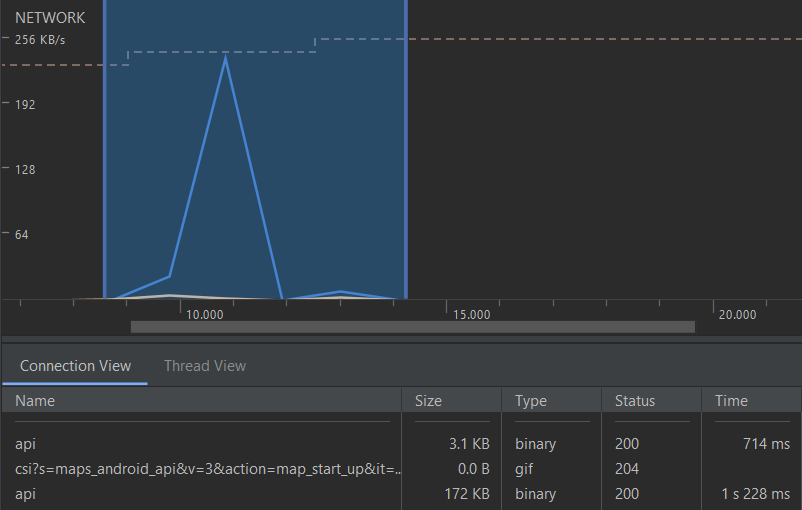 NETWORK
256 KB/s
192
128
64
10.000 15.000 20.000
Connection View Thread View
Name Size Type Status Time
api 3.1 KB binary 200 714 ms
csi?s=maps_android_api&v=3&action=map_start_up&it=... 0.0 B gif 204
api 172 KB binary 200 1 s 228 ms